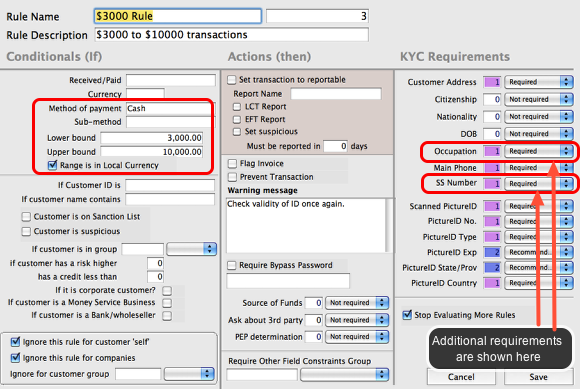 Rule Name $3000 Rule 3
Rule Description $3000 to $10000 transactions
Conditionals (If)
Received/Paid
Currency
Method of payment Cash
Sub-method
Lower bound 3,000.00
Upper bound 10,000.00
Range is in Local Currency
If Customer ID is
If customer name contains
Customer is on Sanction List
Customer is suspicious
If customer is in group
if customer has a risk higher 0
has a credit less than 0
If it is corporate customer?
If customer is a Money Service Business
If customer is a Bank/wholeseller
Ignore this rule for customer 'self'
Ignore this rule for companies
Ignore for customer group
Actions (then)
Set transaction to reportable
Report Name
LCT Report
EFT Report
Set suspicious
Must be reported in 0 days
Flag Invoice
Prevent Transaction
Warning message
Check validity of ID once again.
Require Bypass Password
Source of Funds 0 Not required
Ask about 3rd party 0 Not required
PEP determination 0 Not required
Require Other Field Constraints Group
KYC Requirements
Customer Address 1 Required
Citizenship 0 Not required
Nationality 0 Not required
DOB 0 Not required
Occupation 1 Required
Main Phone 1 Required
SS Number 1 Required
Scanned PictureID 1 Required
PictureID No. 1 Required
PictureID Type 1 Required
PictureID Exp 2 Recommend...
PictureID State/Prov 2 Recommend...
PictureID Country 1 Required
Stop Evaluating More Rules
Additional requirements
are shown here
Cancel Save